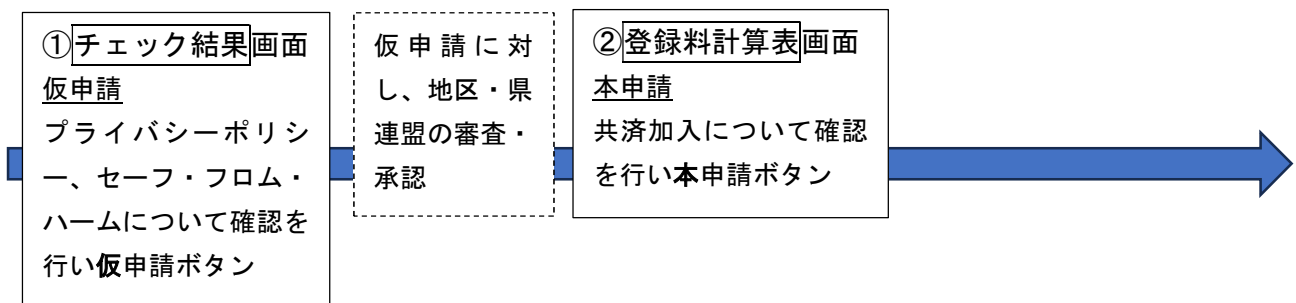 ①チェック結果画面
仮申請
プライバシーポリシ
ー、セーフ・フロム・
ハームについて確認を
行い仮申請ボタン
仮申請に対
し、地区・県
連盟の審査・
承認
②登録料計算表画面
本申請
共済加入について確認
を行い本申請ボタン